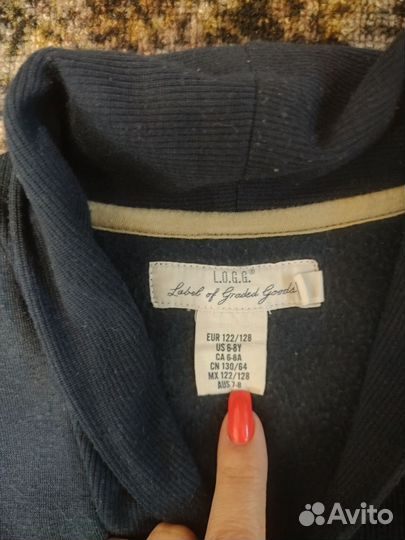 L.O.G.G.®
Label of Graded Goods
EUR 122/128
US 6-8Y
CA 6-8A
CN 130/64
MX 122/128
AUS 7-8
Avito